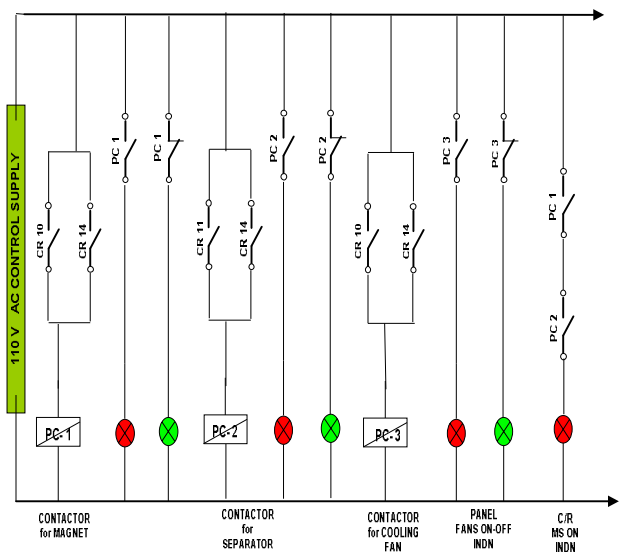 110 V AC CONTROL SUPPLY
CR 10
CR 14
PC 1
PC 1
CR 11
CR 14
PC 2
PC 2
CR 10
CR 14
PC 3
PC 3
PC 1
PC 2
PC-1
PC-2
PC-3
CONTACTOR
for MAGNET
CONTACTOR
for
SEPARATOR
CONTACTOR
for COOLING
FAN
PANEL
FANS ON-OFF
INDN
C/R
MS ON
INDN